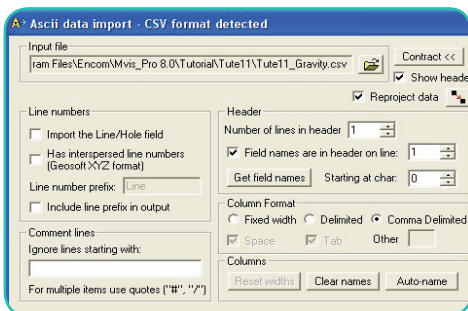 Ascii data import - CSV format detected
Input file
ram Files\Encom\Mvis_Pro 8.0\Tutorial\Tute11\Tute11_Gravity.csv
Contract <<
Show heade
Reproject data
Line numbers
Import the Line/Hole field
Has interspersed line numbers
(Geosoft XYZ format)
Line number prefix: Line
Include line prefix in output
Comment lines
Ignore lines starting with:
For multiple items use quotes ("#", "/")
Header
Number of lines in header 1
Field names are in header on line: 1
Get field names Starting at char: 0
Column Format
Fixed width Delimited Comma Delimited
Space Tab Other
Columns
Reset widths Clear names Auto-name